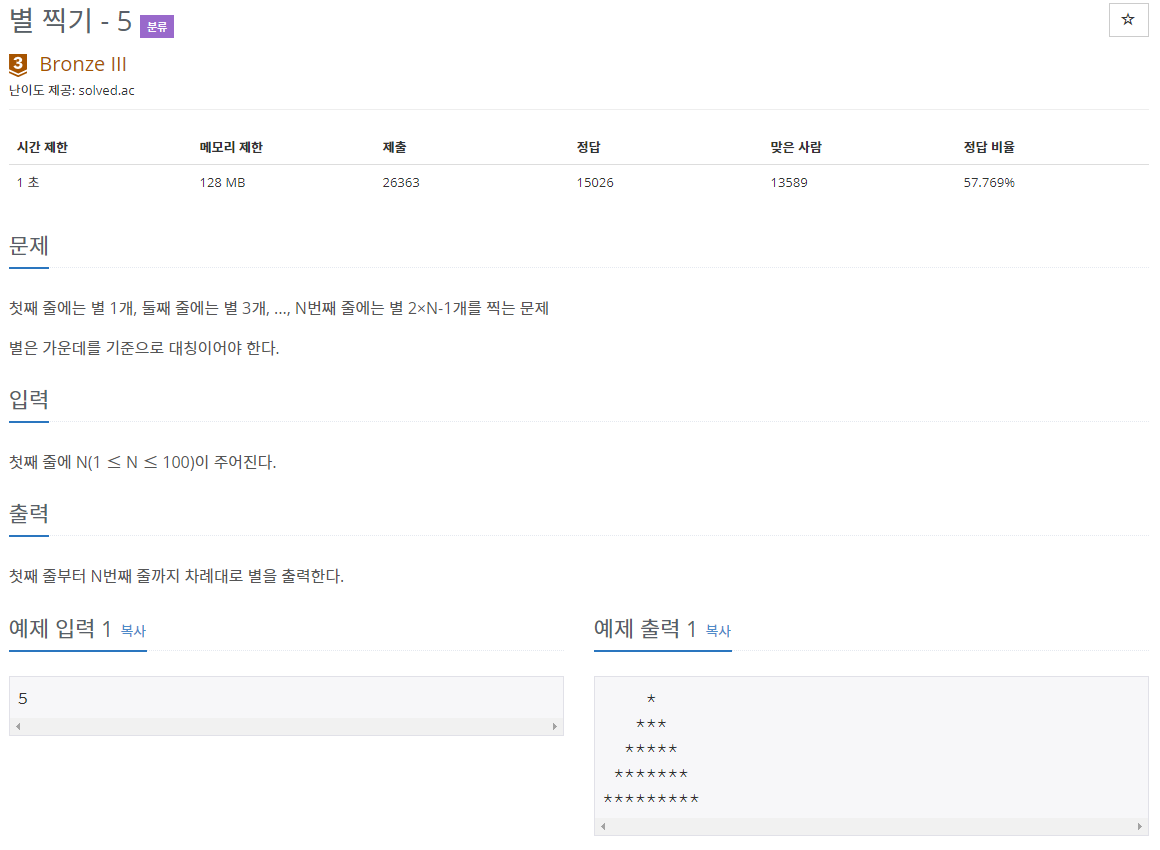 별 찍기 - 5 분류
☆
3 Bronze III
난이도 제공: solved.ac
시간 제한 메모리 제한 제출 정답 맞은 사람 정답 비율
1 초 128 MB 26363 15026 13589 57.769%
문제
첫째 줄에는 별 1개, 둘째 줄에는 별 3개, ..., N번째 줄에는 별 2×N-1개를 찍는 문제
별은 가운데를 기준으로 대칭이어야 한다.
입력
첫째 줄에 N(1 ≤ N ≤ 100)이 주어진다.
출력
첫째 줄부터 N번째 줄까지 차례대로 별을 출력한다.
예제 입력 1 복사
5
예제 출력 1 복사
    *
   ***
  *****
 *******
*********